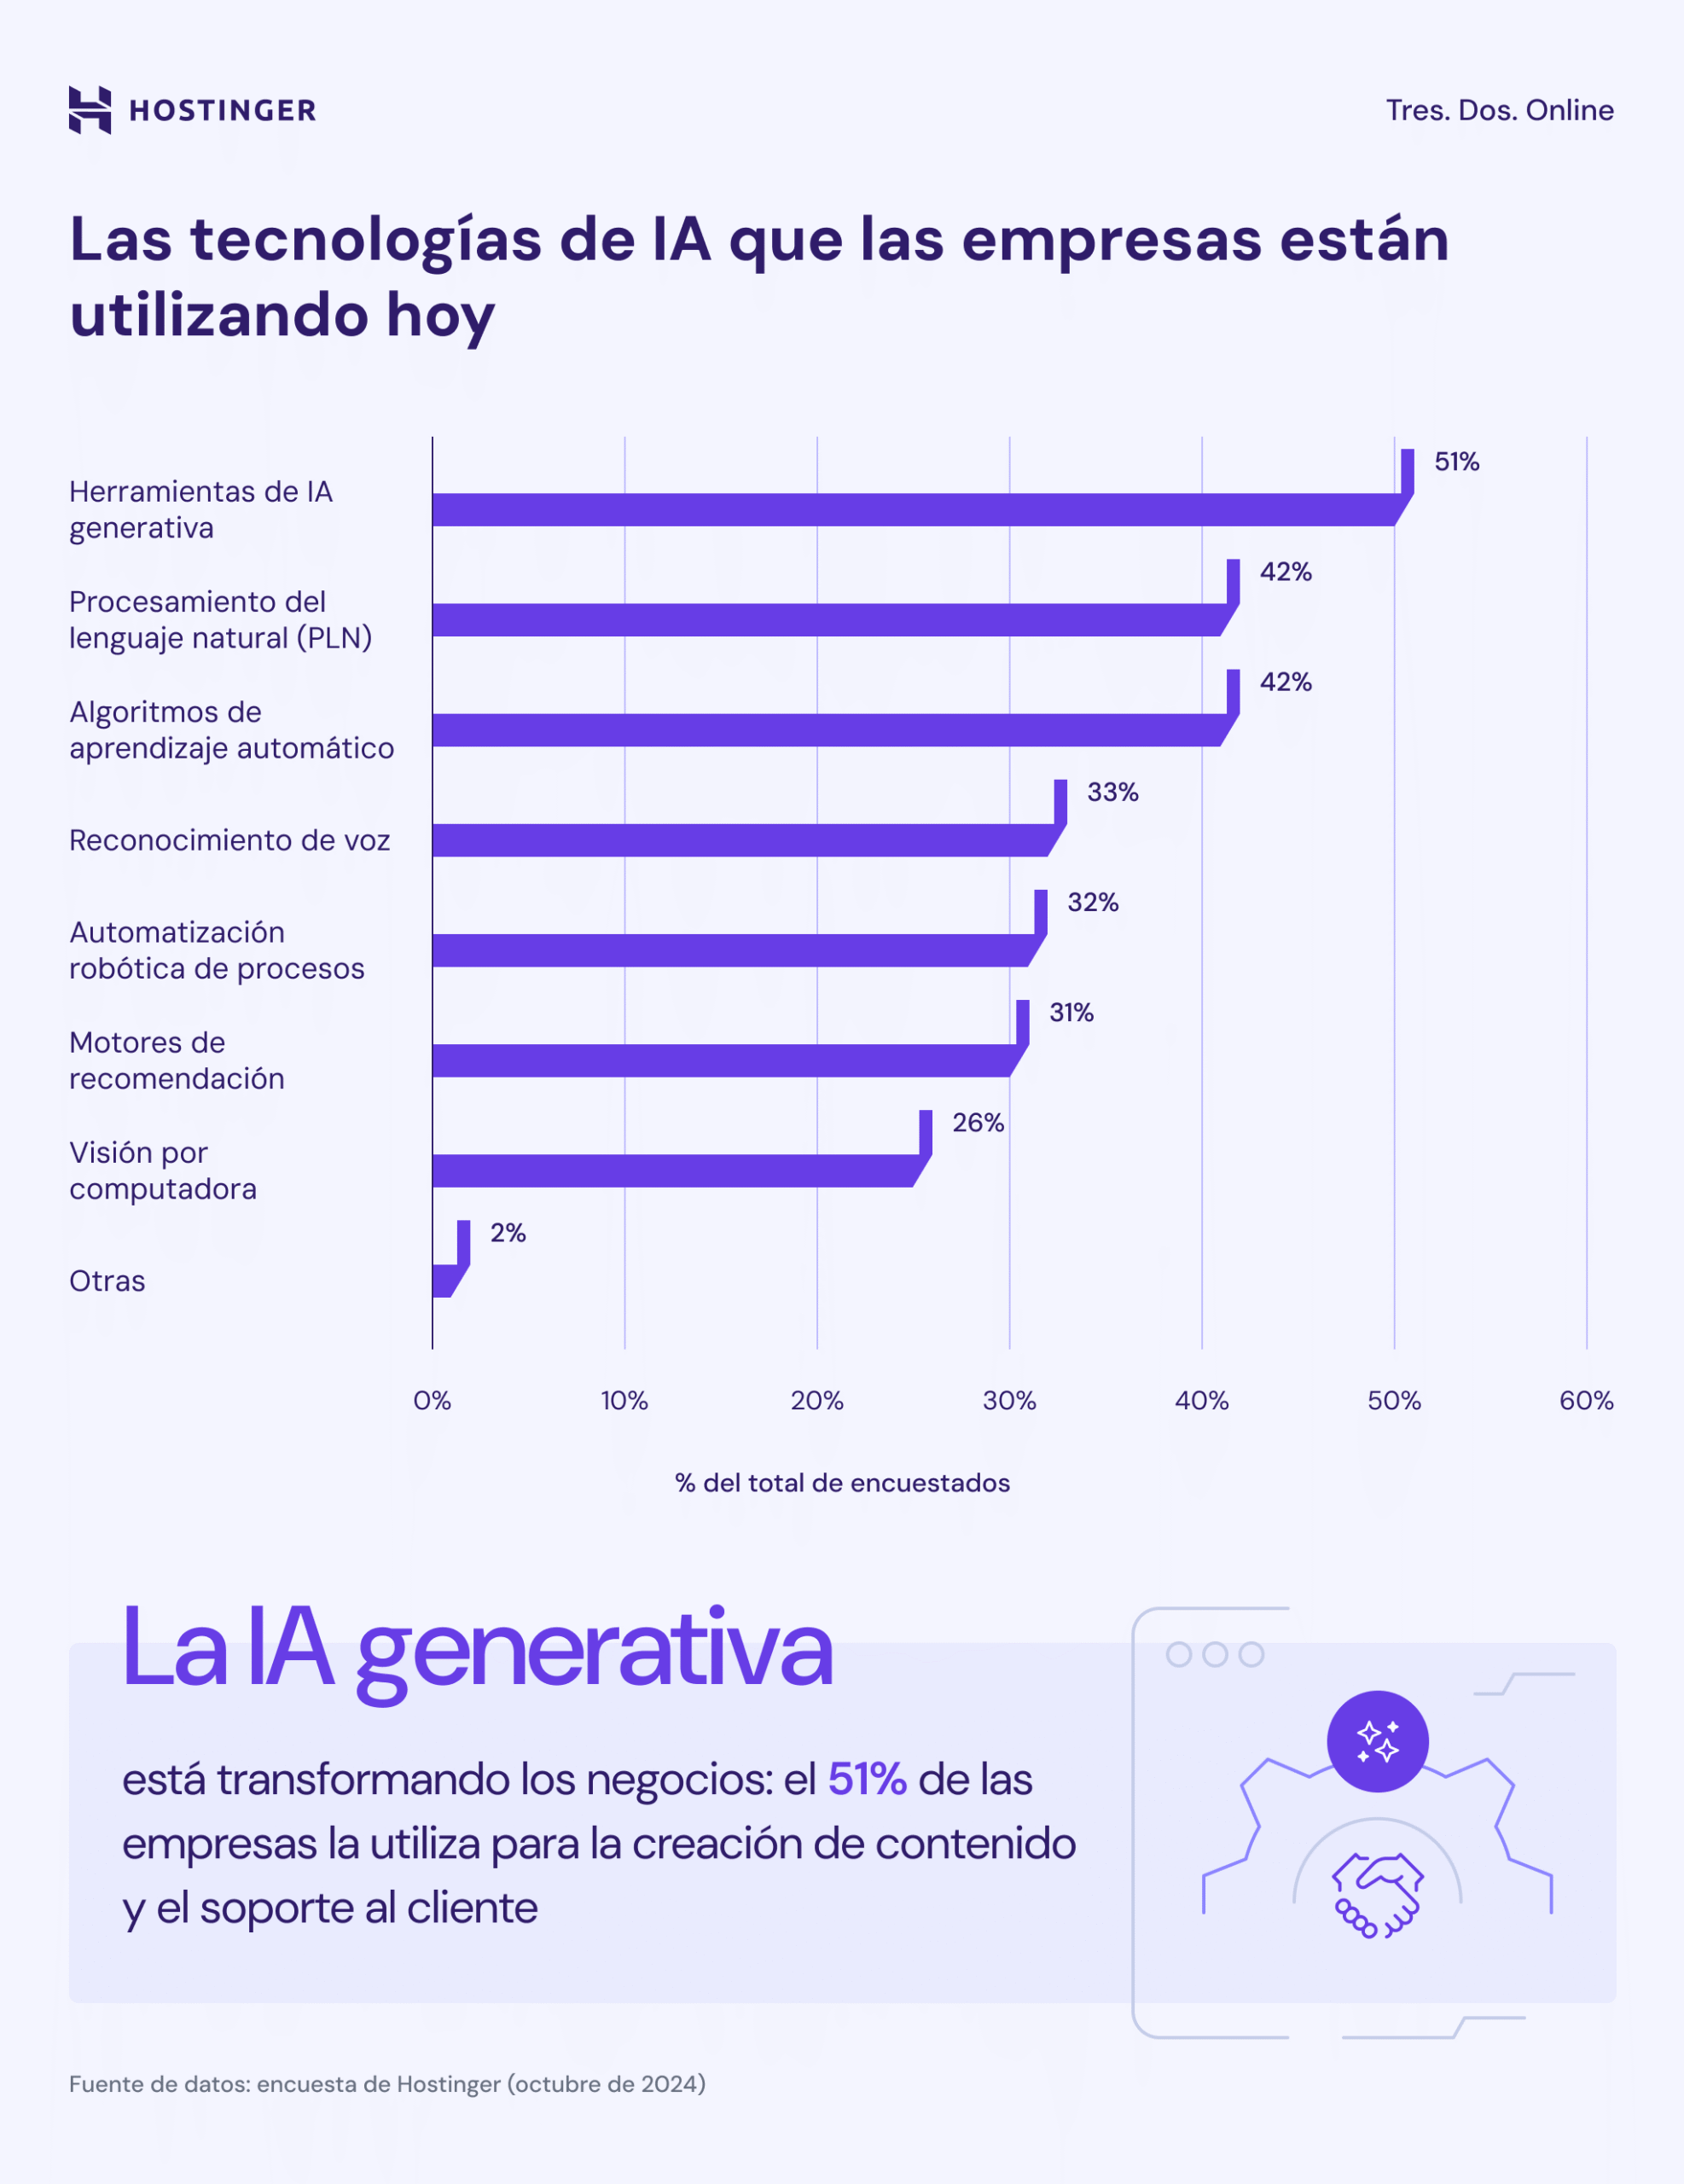 HOSTINGER
Tres. Dos. Online
Las tecnologías de IA que las empresas están
utilizando hoy
Herramientas de IA
generativa
51%
Procesamiento del
lenguaje natural (PLN)
42%
Algoritmos de
aprendizaje automático
42%
Reconocimiento de voz
33%
Automatización
robótica de procesos
32%
Motores de
recomendación
31%
Visión por
computadora
26%
Otras
2%
0% 10% 20% 30% 40% 50% 60%
% del total de encuestados
La IA generativa
está transformando los negocios: el 51% de las
empresas la utiliza para la creación de contenido
y el soporte al cliente
Fuente de datos: encuesta de Hostinger (octubre de 2024)